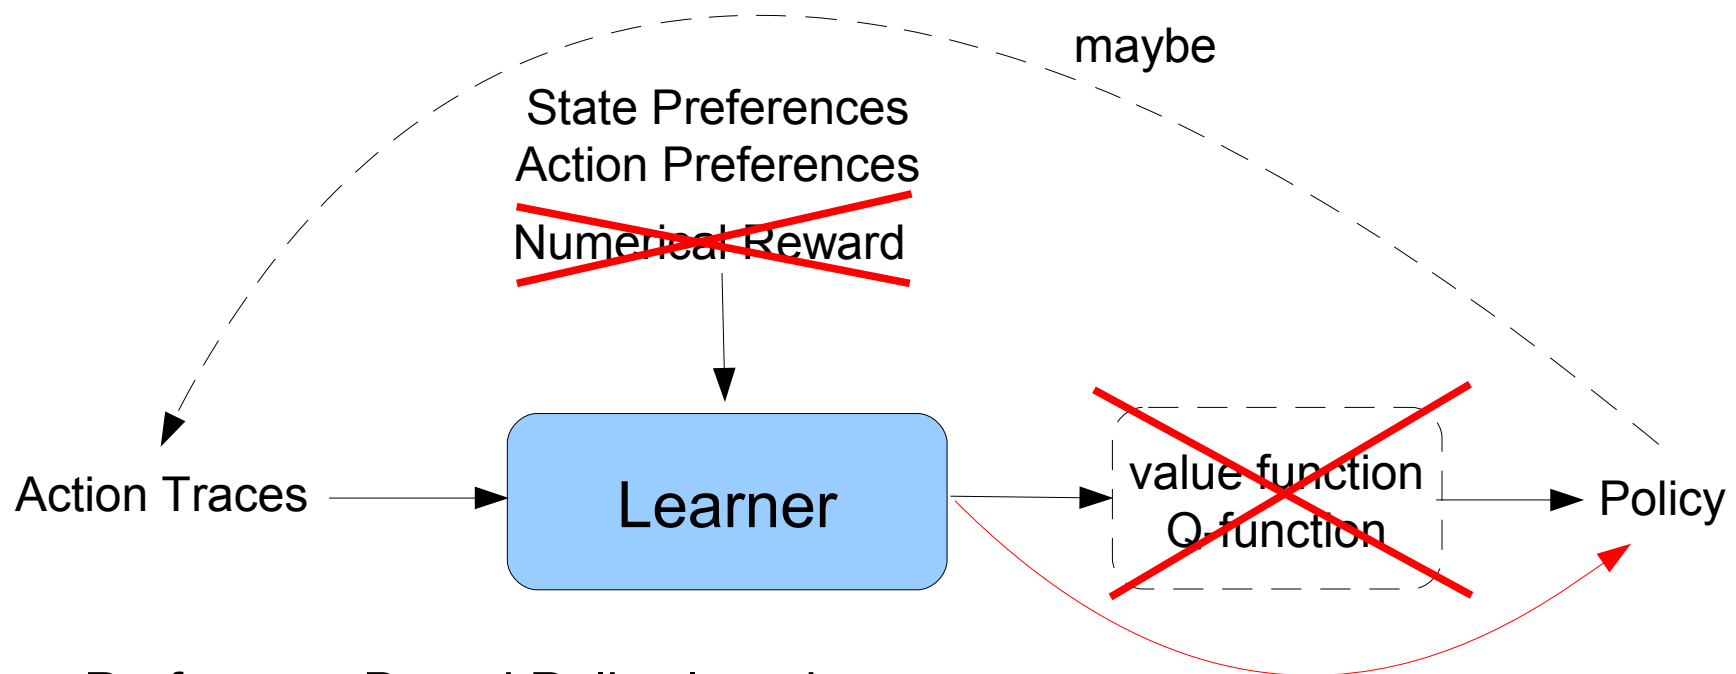 maybe
State Preferences
Action Preferences
Numerical Reward
Action Traces
Learner
value function
Q-function
Policy